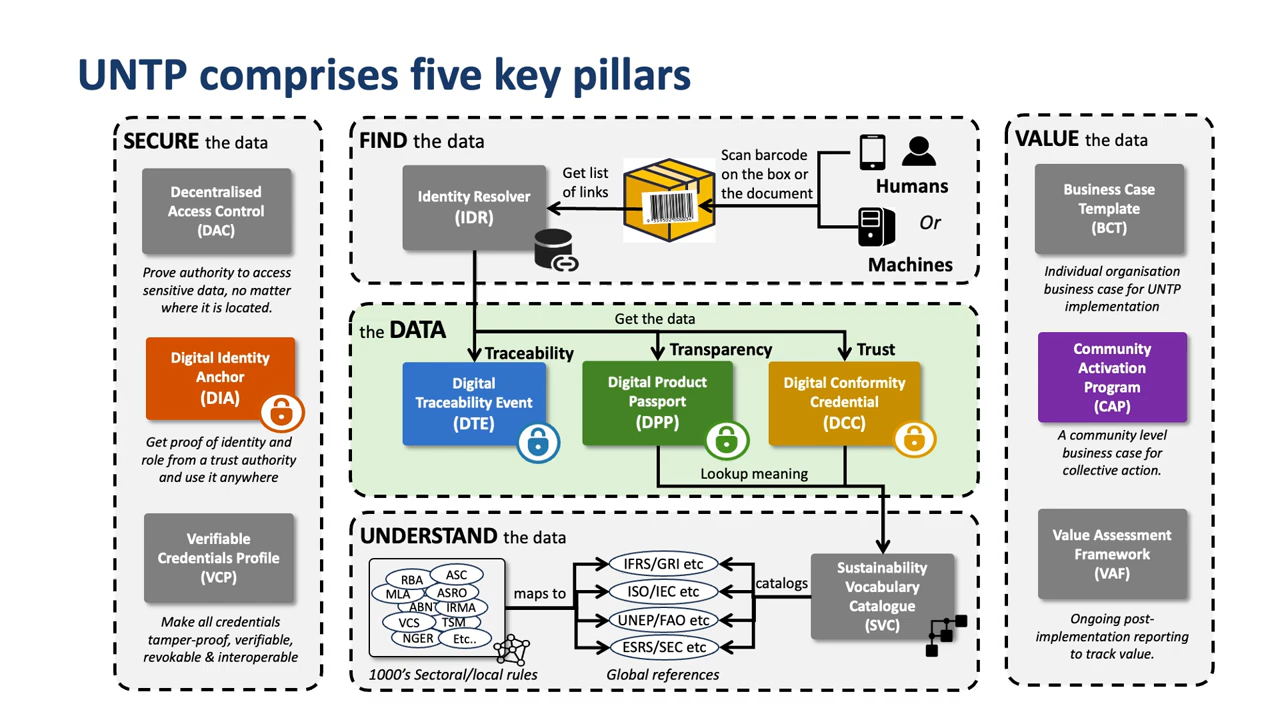 UNTP comprises five key pillars
SECURE the data
Decentralised
Access Control
(DAC)
Prove authority to access
sensitive data, no matter
where it is located.
Digital Identity
Anchor
(DIA)
Get proof of identity and
role from a trust authority
and use it anywhere
Verifiable
Credentials Profile
(VCP)
Make all credentials
tamper-proof, verifiable,
revokable & interoperable
FIND the data
Identity Resolver
(IDR)
Get list
of links
Scan barcode
on the box or
the document
Humans
Or
Machines
the DATA
Get the data
Traceability
Transparency
Trust
Digital
Traceability Event
(DTE)
Digital Product
Passport
(DPP)
Digital Conformity
Credential
(DCC)
Lookup meaning
UNDERSTAND the data
RBA
ASC
MLA
ASRO
ABNT
IRMA
VCS
TSM
NGER
Etc..
1000's Sectoral/local rules
maps to
IFRS/GRI etc
ISO/IEC etc
UNEP/FAO etc
ESRS/SEC etc
Global references
catalogs
Sustainability
Vocabulary
Catalogue
(SVC)
VALUE the data
Business Case
Template
(BCT)
Individual organisation
business case for UNTP
implementation
Community
Activation
Program
(CAP)
A community level
business case for
collective action.
Value Assessment
Framework
(VAF)
Ongoing post-
implementation reporting
to track value.